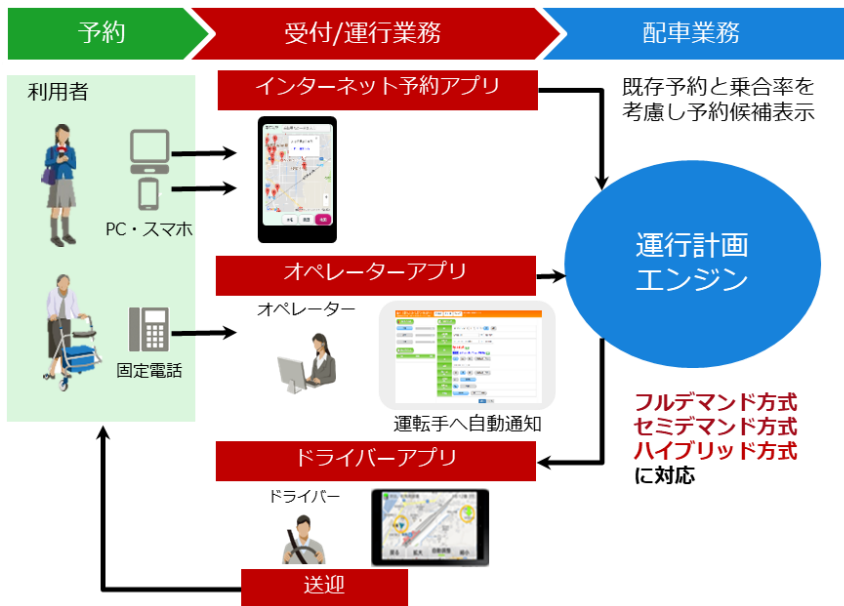 予約
受付/運行業務
配車業務
利用者
インターネット予約アプリ
既存予約と乗合率を
考慮し予約候補表示
PC・スマホ
運行計画
エンジン
オペレーターアプリ
オペレーター
固定電話
運転手へ自動通知
フルデマンド方式
セミデマンド方式
ハイブリッド方式
に対応
ドライバーアプリ
ドライバー
送迎